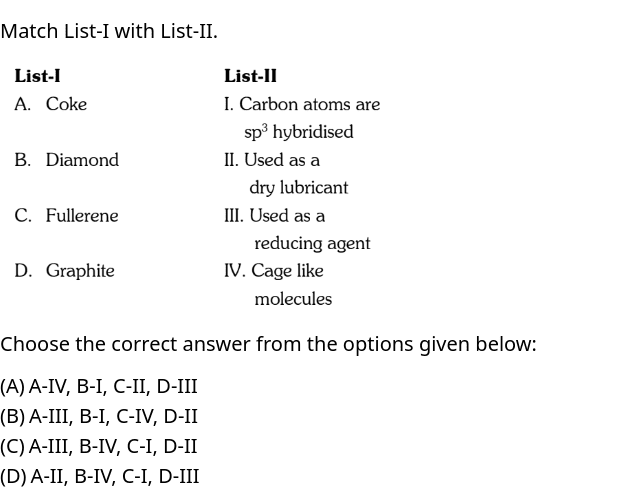 Match List-I with List-II.
List-I List-II
A. Coke I. Carbon atoms are
sp³ hybridised
B. Diamond II. Used as a
dry lubricant
C. Fullerene III. Used as a
reducing agent
D. Graphite IV. Cage like
molecules
Choose the correct answer from the options given below:
(A) A-IV, B-I, C-II, D-III
(B) A-III, B-I, C-IV, D-II
(C) A-III, B-IV, C-I, D-II
(D) A-II, B-IV, C-I, D-III